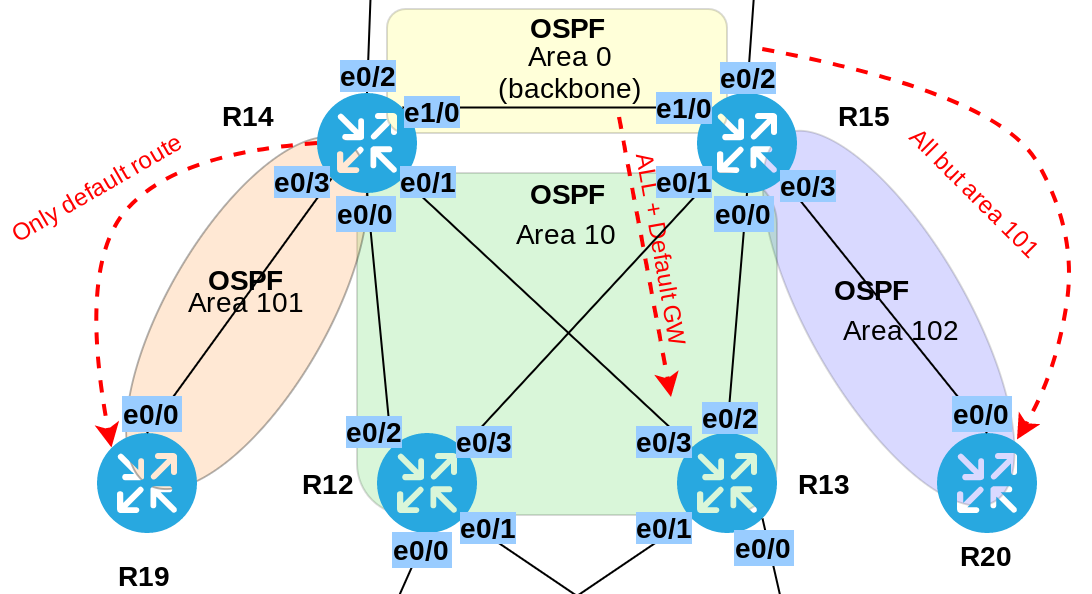 OSPF
Area 0
(backbone)
e0/2
e0/2
R14
e1/0
e1/0
R15
Only default route
ALL + Default GW
All but area 101
e0/3
e0/1
OSPF
e0/1
e0/3
e0/0
Area 10
e0/0
OSPF
Area 101
OSPF
Area 102
e0/0
e0/2
e0/3
e0/3
e0/2
e0/0
R12
R13
e0/1
e0/1
e0/0
e0/0
R19
R20